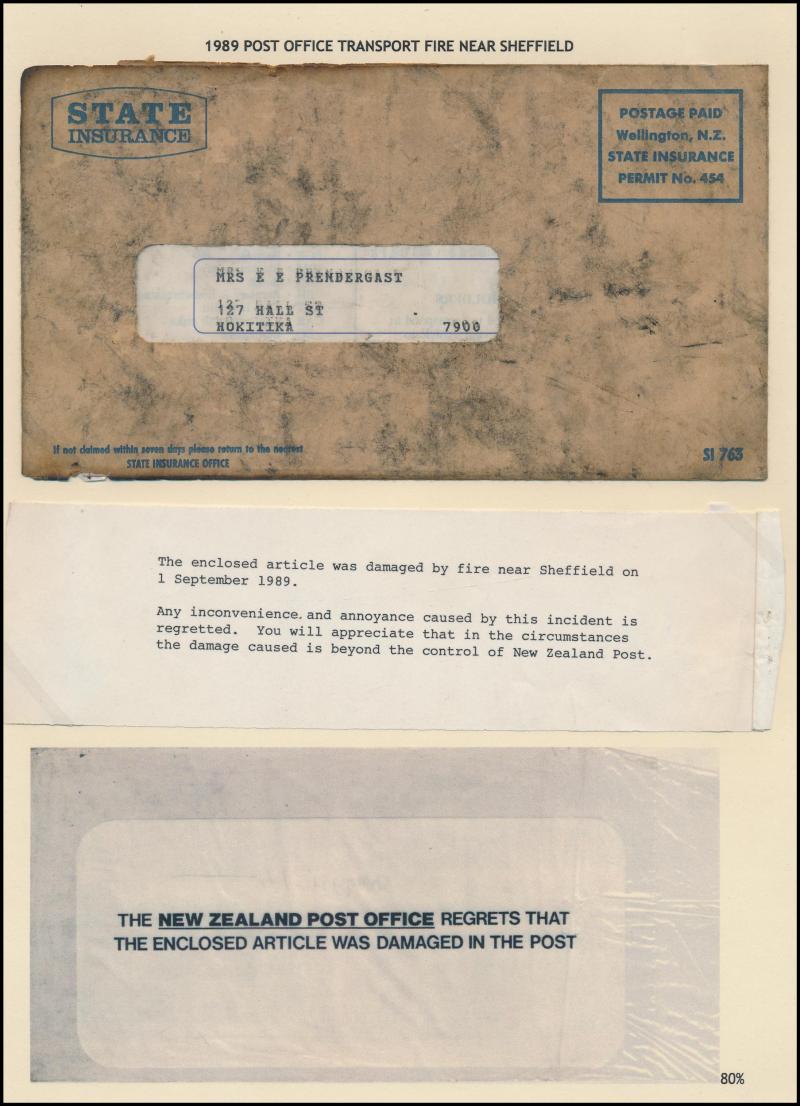 1989 POST OFFICE TRANSPORT FIRE NEAR SHEFFIELD
STATE
INSURANCE
POSTAGE PAID
Wellington, N.Z.
STATE INSURANCE
PERMIT No. 454
MRS E E PRENDERGAST
127 HALL ST
HOKITIKA 7900
If not claimed within seven days please return to the nearest
STATE INSURANCE OFFICE
SI 763
The enclosed article was damaged by fire near Sheffield on
1 September 1989.
Any inconvenience and annoyance caused by this incident is
regretted. You will appreciate that in the circumstances
the damage caused is beyond the control of New Zealand Post.
THE NEW ZEALAND POST OFFICE REGRETS THAT
THE ENCLOSED ARTICLE WAS DAMAGED IN THE POST
80%